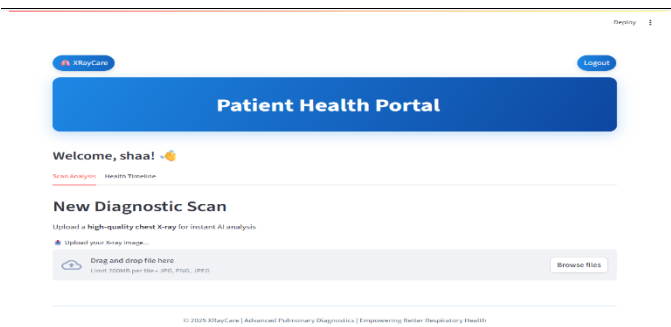 Deploy
XRayCare
Logout
Patient Health Portal
Welcome, shaa!
Scan Analysis Health Timeline
New Diagnostic Scan
Upload a high-quality chest X-ray for instant AI analysis
Upload your X-ray image...
Drag and drop file here
Limit 200MB per file • JPG, PNG, JPEG
Browse files
© 2025 XRayCare | Advanced Pulmonary Diagnostics | Empowering Better Respiratory Health